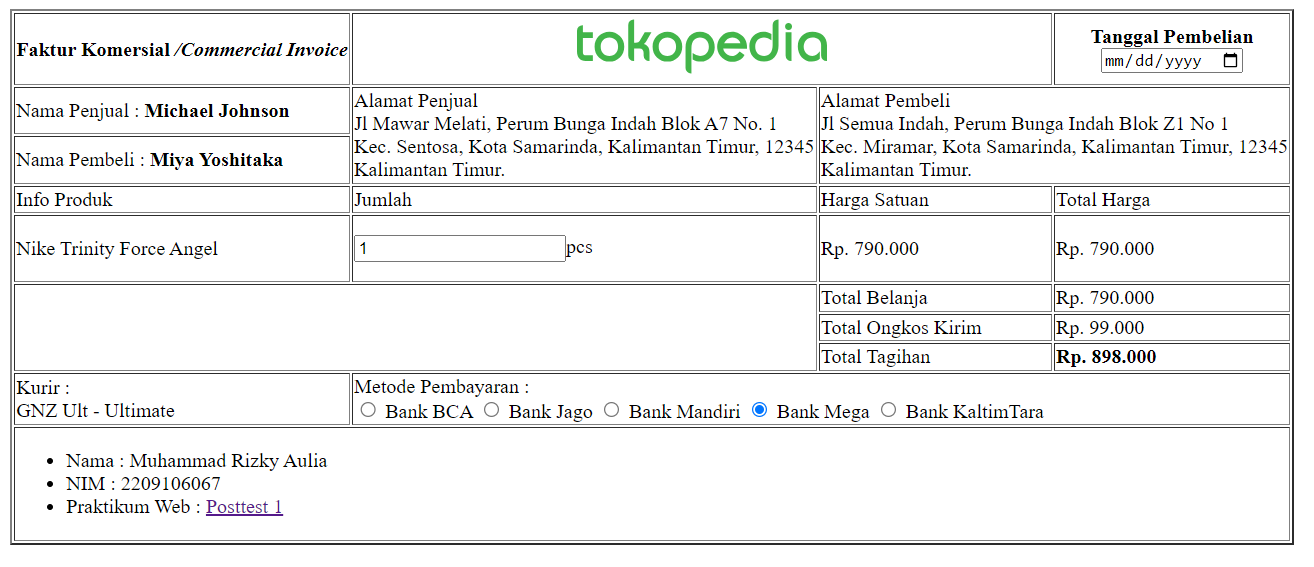 Faktur Komersial /Commercial Invoice
tokopedia
Tanggal Pembelian
mm/dd/yyyy
Nama Penjual : Michael Johnson
Nama Pembeli : Miya Yoshitaka
Alamat Penjual
Jl Mawar Melati, Perum Bunga Indah Blok A7 No. 1
Kec. Sentosa, Kota Samarinda, Kalimantan Timur, 12345
Kalimantan Timur.
Alamat Pembeli
Jl Semua Indah, Perum Bunga Indah Blok Z1 No 1
Kec. Miramar, Kota Samarinda, Kalimantan Timur, 12345
Kalimantan Timur.
Info Produk
Jumlah
Harga Satuan
Total Harga
Nike Trinity Force Angel
1 pcs
Rp. 790.000
Rp. 790.000
Total Belanja
Rp. 790.000
Total Ongkos Kirim
Rp. 99.000
Total Tagihan
Rp. 898.000
Kurir :
GNZ Ult - Ultimate
Metode Pembayaran :
Bank BCA Bank Jago Bank Mandiri Bank Mega Bank KaltimTara
Nama : Muhammad Rizky Aulia
NIM : 2209106067
Praktikum Web : Posttest 1